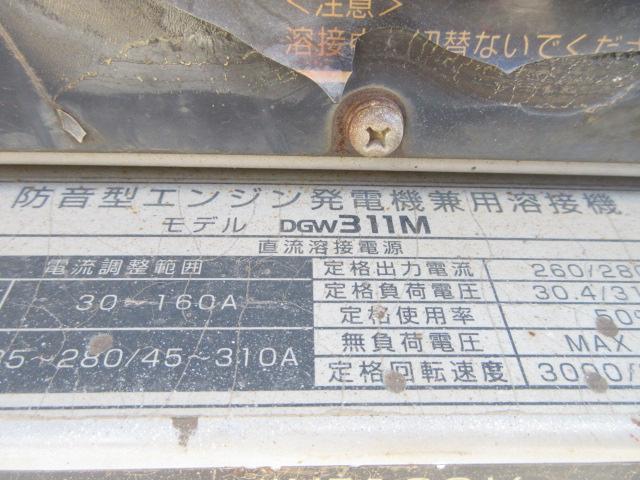 <注意>
溶接中 切替ないでくださ
防音型エンジン発電機兼用溶接機
モデル DGW311M
直流溶接電源
電流調整範囲 定格出力電流 260/280
30~160A 定格負荷電圧 30.4/31
定格使用率 50%
5~280/45~310A 無負荷電圧 MAX
定格回転速度 3000/